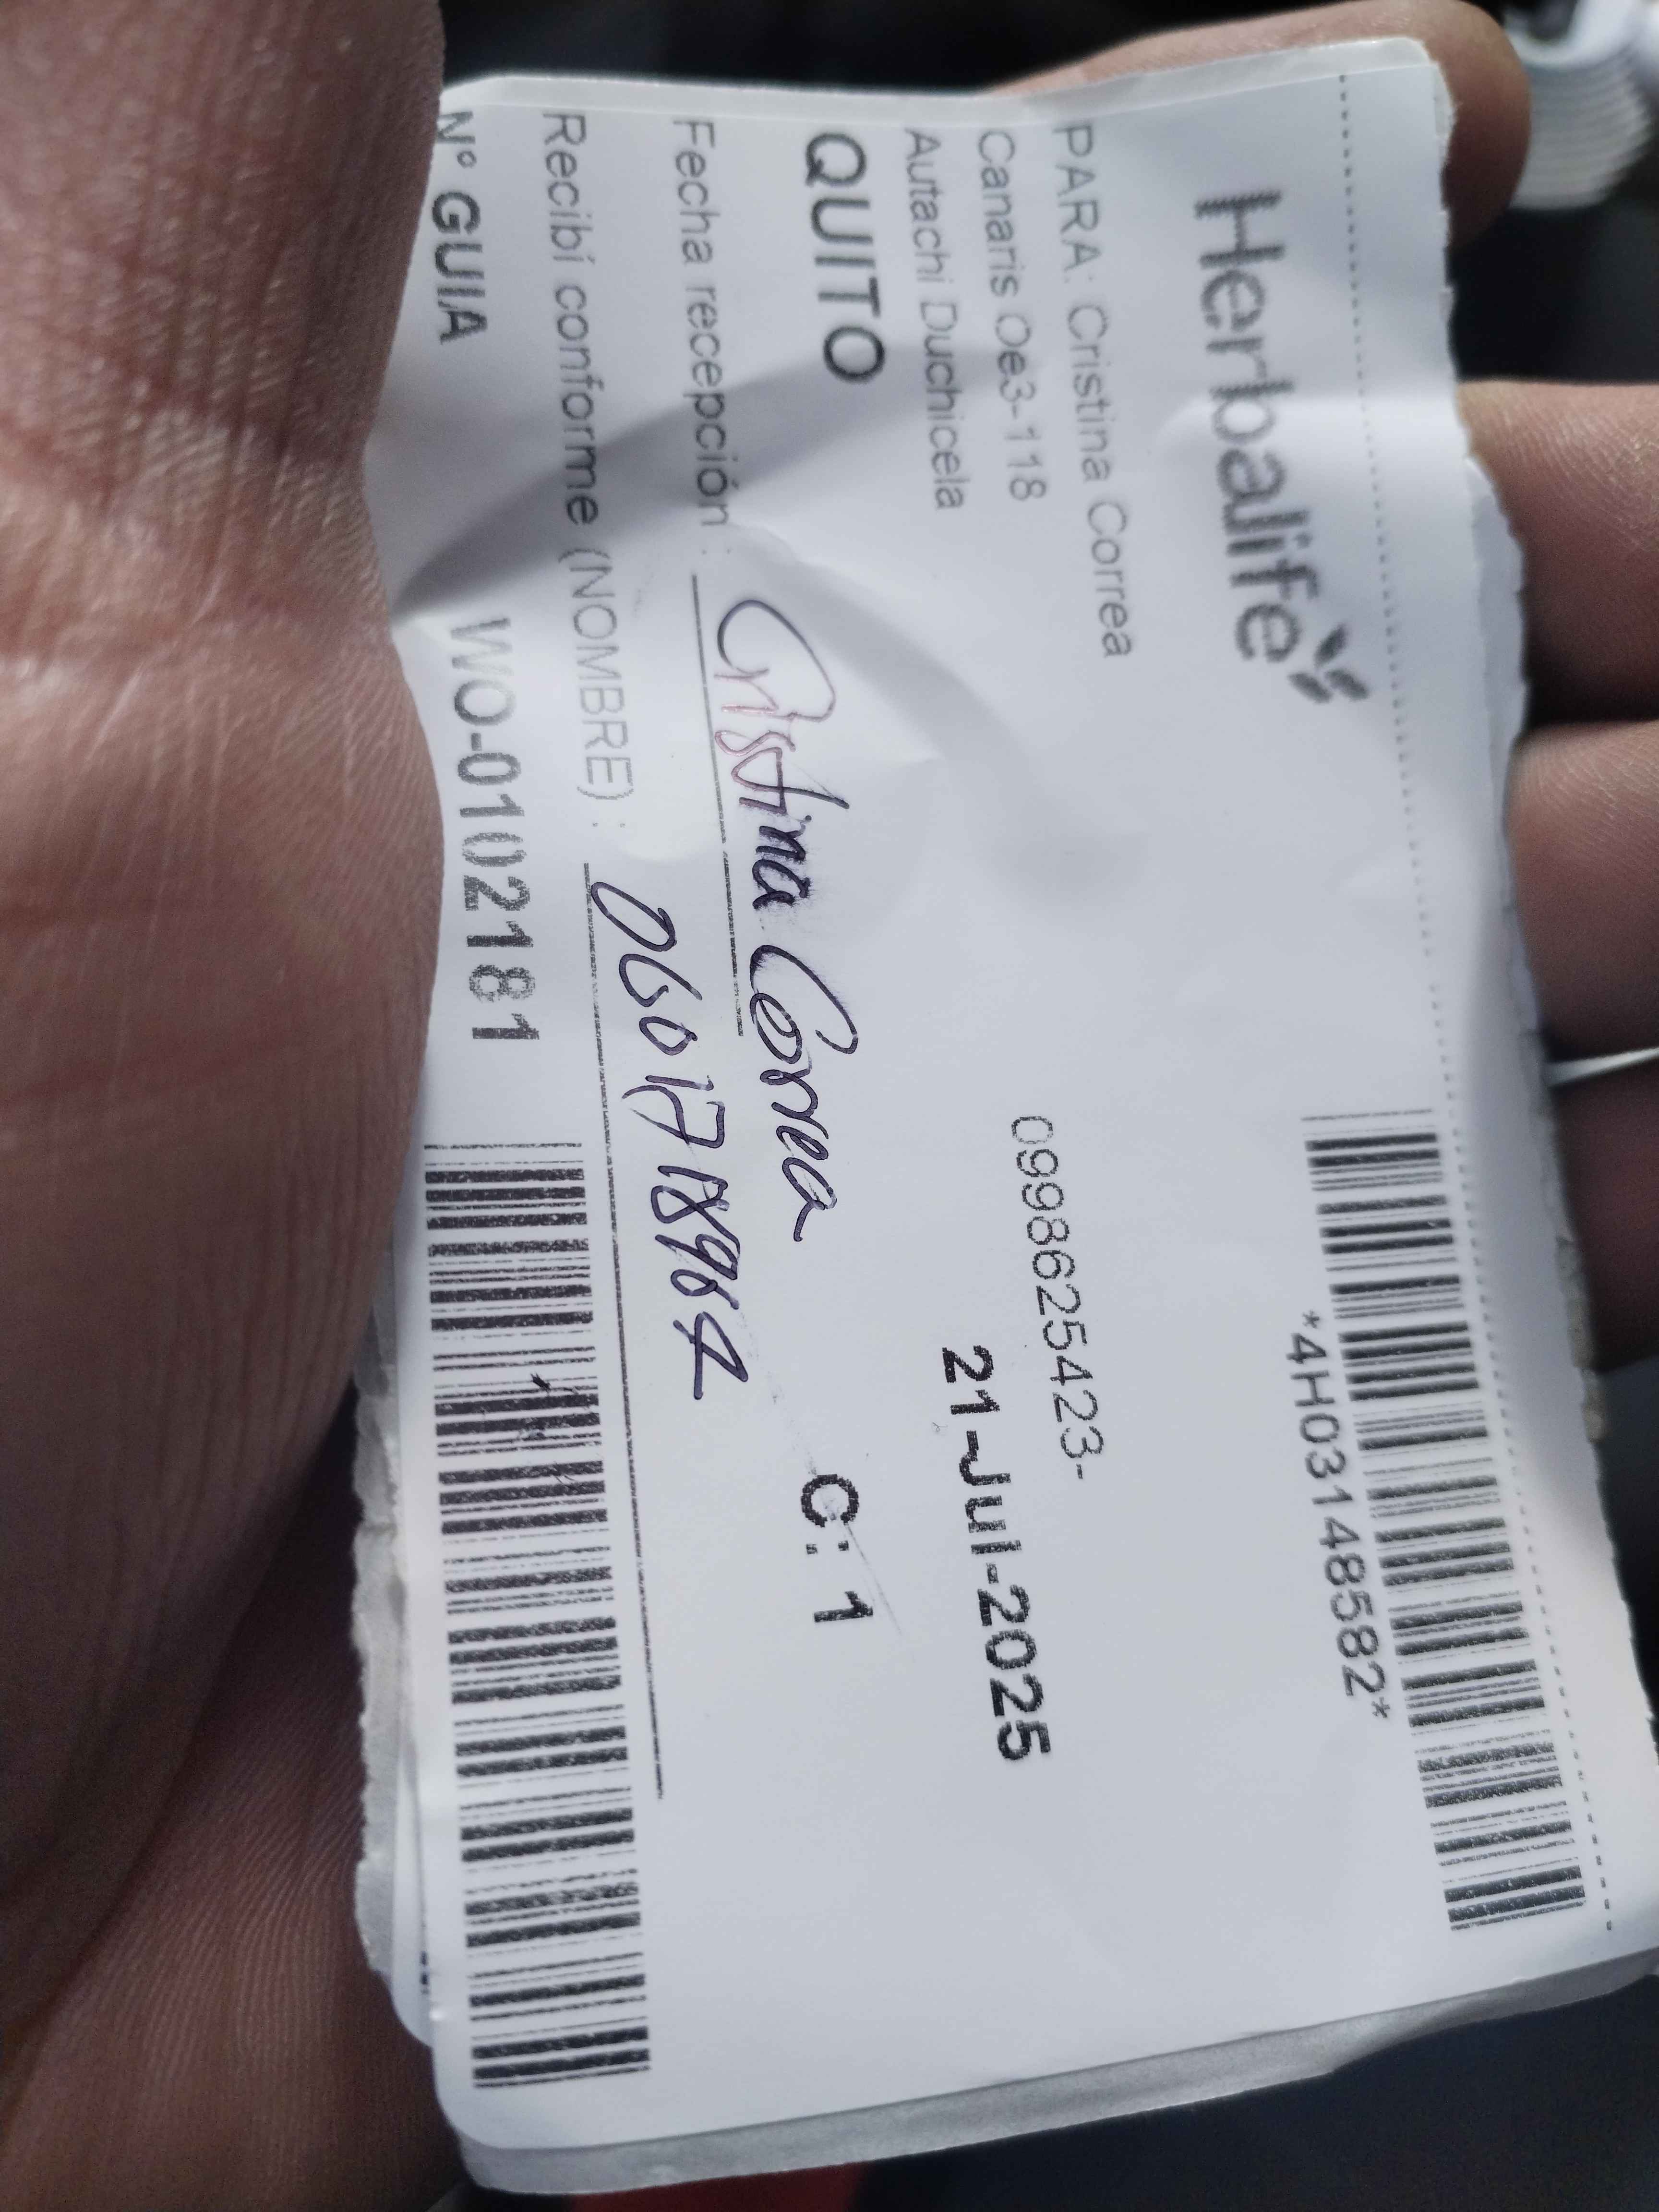 Herbalife
*4H03148582*
PARA: Cristina Correa
Canaris Oe3-118
0998625423-
Autachi Duchicela
21-Jul-2025
QUITO
C: 1
Fecha recepción : Cristina Correa
Recibí conforme (NOMBRE) :
N° GUIA
WO-0102181